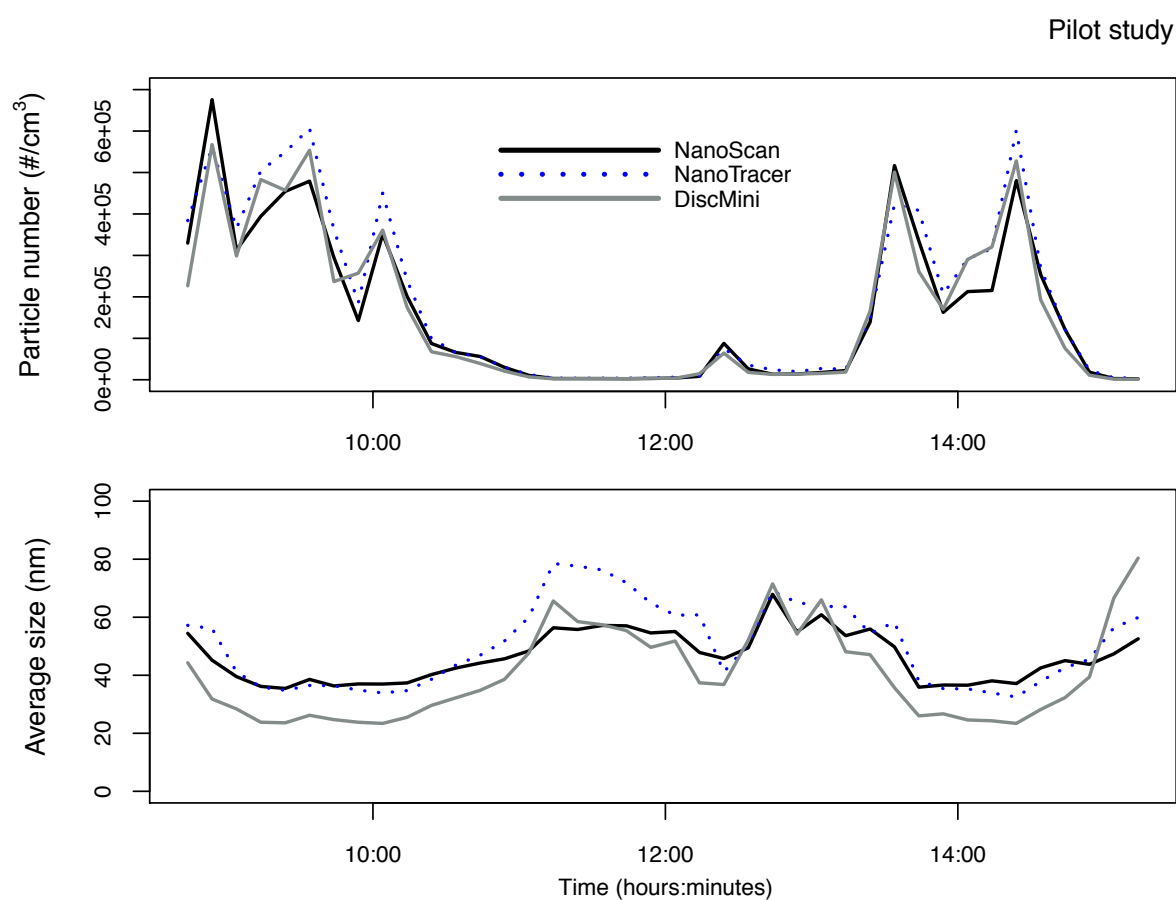 Pilot study
Particle number (#/cm³)
6e+05
4e+05
2e+05
0e+00
NanoScan
NanoTracer
DiscMini
10:00
12:00
14:00
Average size (nm)
100
80
60
40
20
0
10:00
12:00
14:00
Time (hours:minutes)